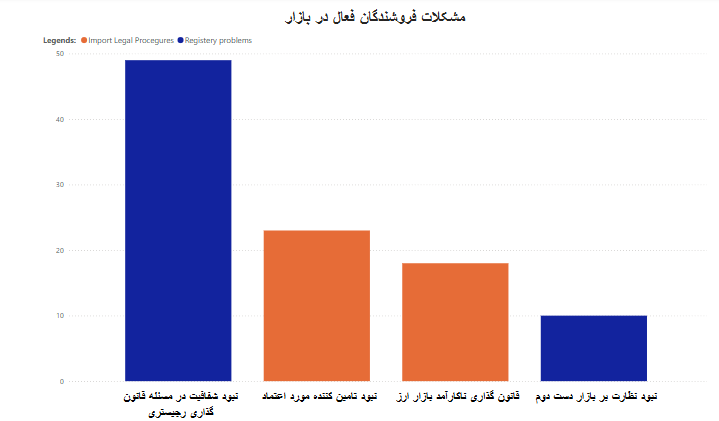 مشکلات فروشندگان فعال در بازار
Legends: Import Legal Procegures Registery problems
50
40
30
20
10
0
نبود شفافیت در مسئله قانون
گذاری رجیستری
نبود تامین کننده مورد اعتماد
قانون گذاری ناکارآمد بازار ارز
نبود نظارت بر بازار دست دوم